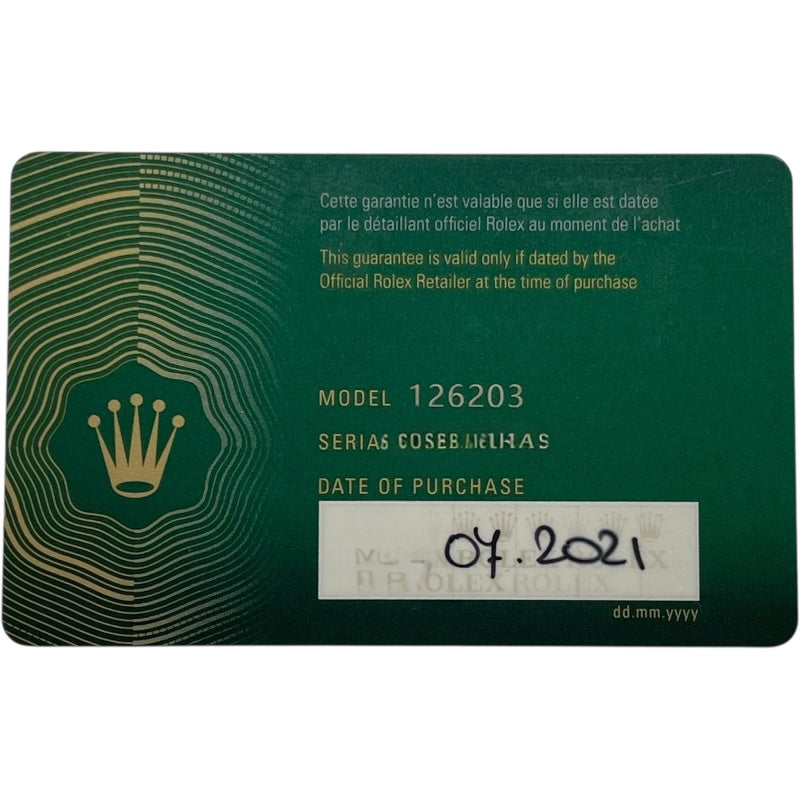 Cette garantie n'est valable que si elle est datée
par le détaillant officiel Rolex au moment de l'achat
This guarantee is valid only if dated by the
Official Rolex Retailer at the time of purchase
MODEL 126203
DATE OF PURCHASE
07.2021
ROLEX ROLEX
dd.mm.yyyy